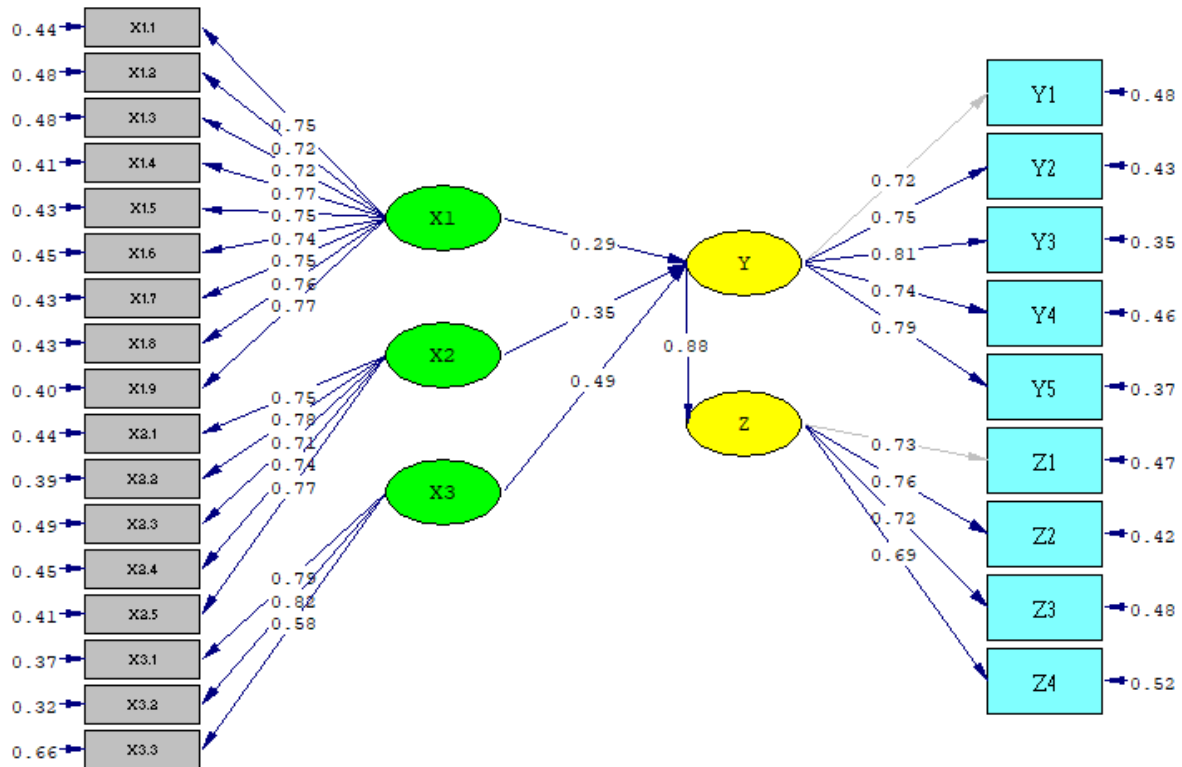 0.44 X1.1
0.48 X1.2
0.48 X1.3
0.41 X1.4
0.43 X1.5
0.45 X1.6
0.43 X1.7
0.43 X1.8
0.40 X1.9
0.44 X2.1
0.39 X2.2
0.49 X2.3
0.45 X2.4
0.41 X2.5
0.37 X3.1
0.32 X3.2
0.66 X3.3
0.75
0.72
0.72
0.77
0.75
0.74
0.75
0.76
0.77
0.75
0.78
0.71
0.74
0.77
0.79
0.82
0.58
X1
X2
X3
0.29
0.35
0.49
Y
0.88
Z
0.72
0.75
0.81
0.74
0.79
0.73
0.76
0.72
0.69
Y1 0.48
Y2 0.43
Y3 0.35
Y4 0.46
Y5 0.37
Z1 0.47
Z2 0.42
Z3 0.48
Z4 0.52